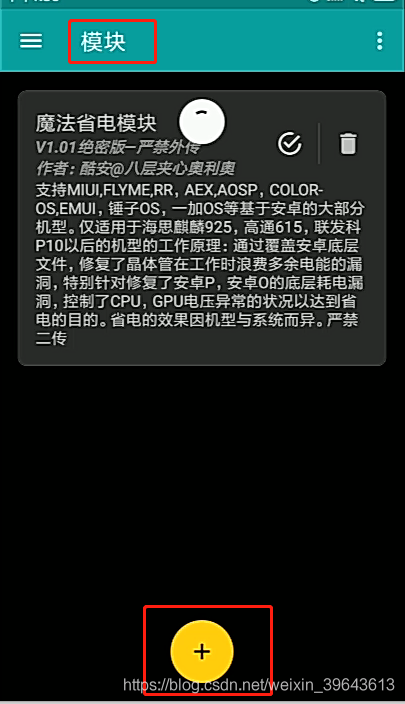 模块
魔法省电模块
V1.01绝密版—严禁外传
作者：酷安@八层夹心奥利奥
支持MIUI,FLYME,RR，AEX,AOSP，COLOR-
OS,EMUI，锤子OS，一加OS等基于安卓的大部分
机型。仅适用于海思麒麟925，高通615，联发科
P10以后的机型的工作原理：通过覆盖安卓底层
文件，修复了晶体管在工作时浪费多余电能的漏
洞，特别针对修复了安卓P，安卓O的底层耗电漏
洞，控制了CPU，GPU电压异常的状况以达到省
电的目的。省电的效果因机型与系统而异。严禁
二传
https://blog.csdn.net/weixin_39643613